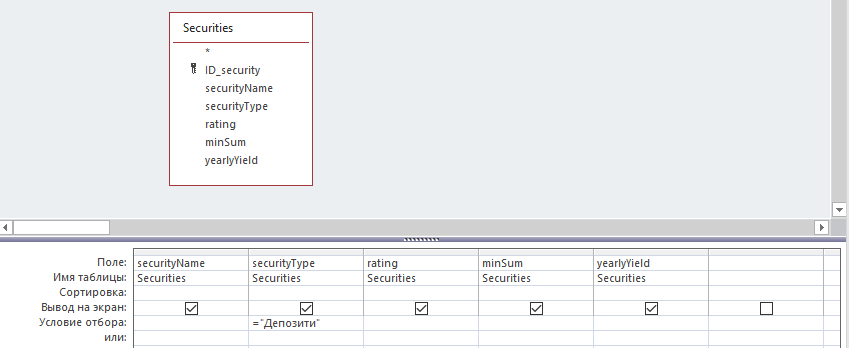 Securities
*
ID_security
securityName
securityType
rating
minSum
yearlyYield
Поле: securityName securityType rating minSum yearlyYield
Имя таблицы: Securities Securities Securities Securities Securities
Сортировка:
Вывод на экран:
Условие отбора: ="Депозити"
или: